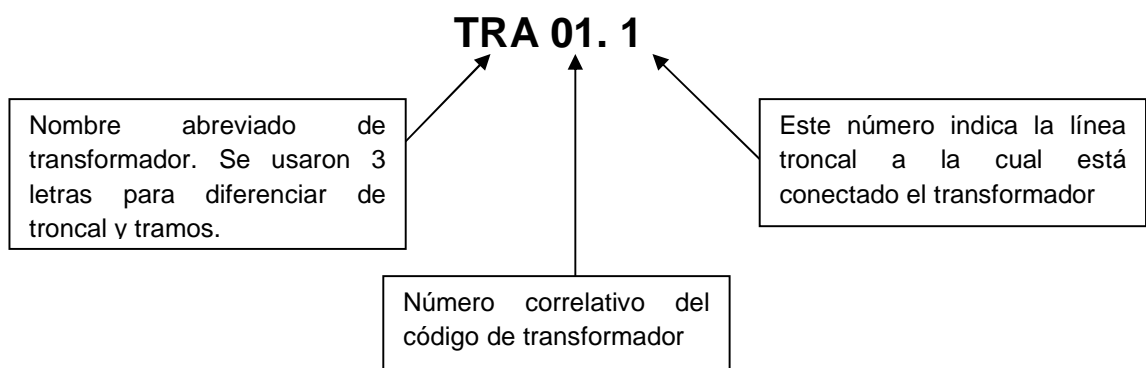 TRA 01. 1
Nombre abreviado de
transformador. Se usaron 3
letras para diferenciar de
troncal y tramos.
Este número indica la línea
troncal a la cual está
conectado el transformador
Número correlativo del
código de transformador